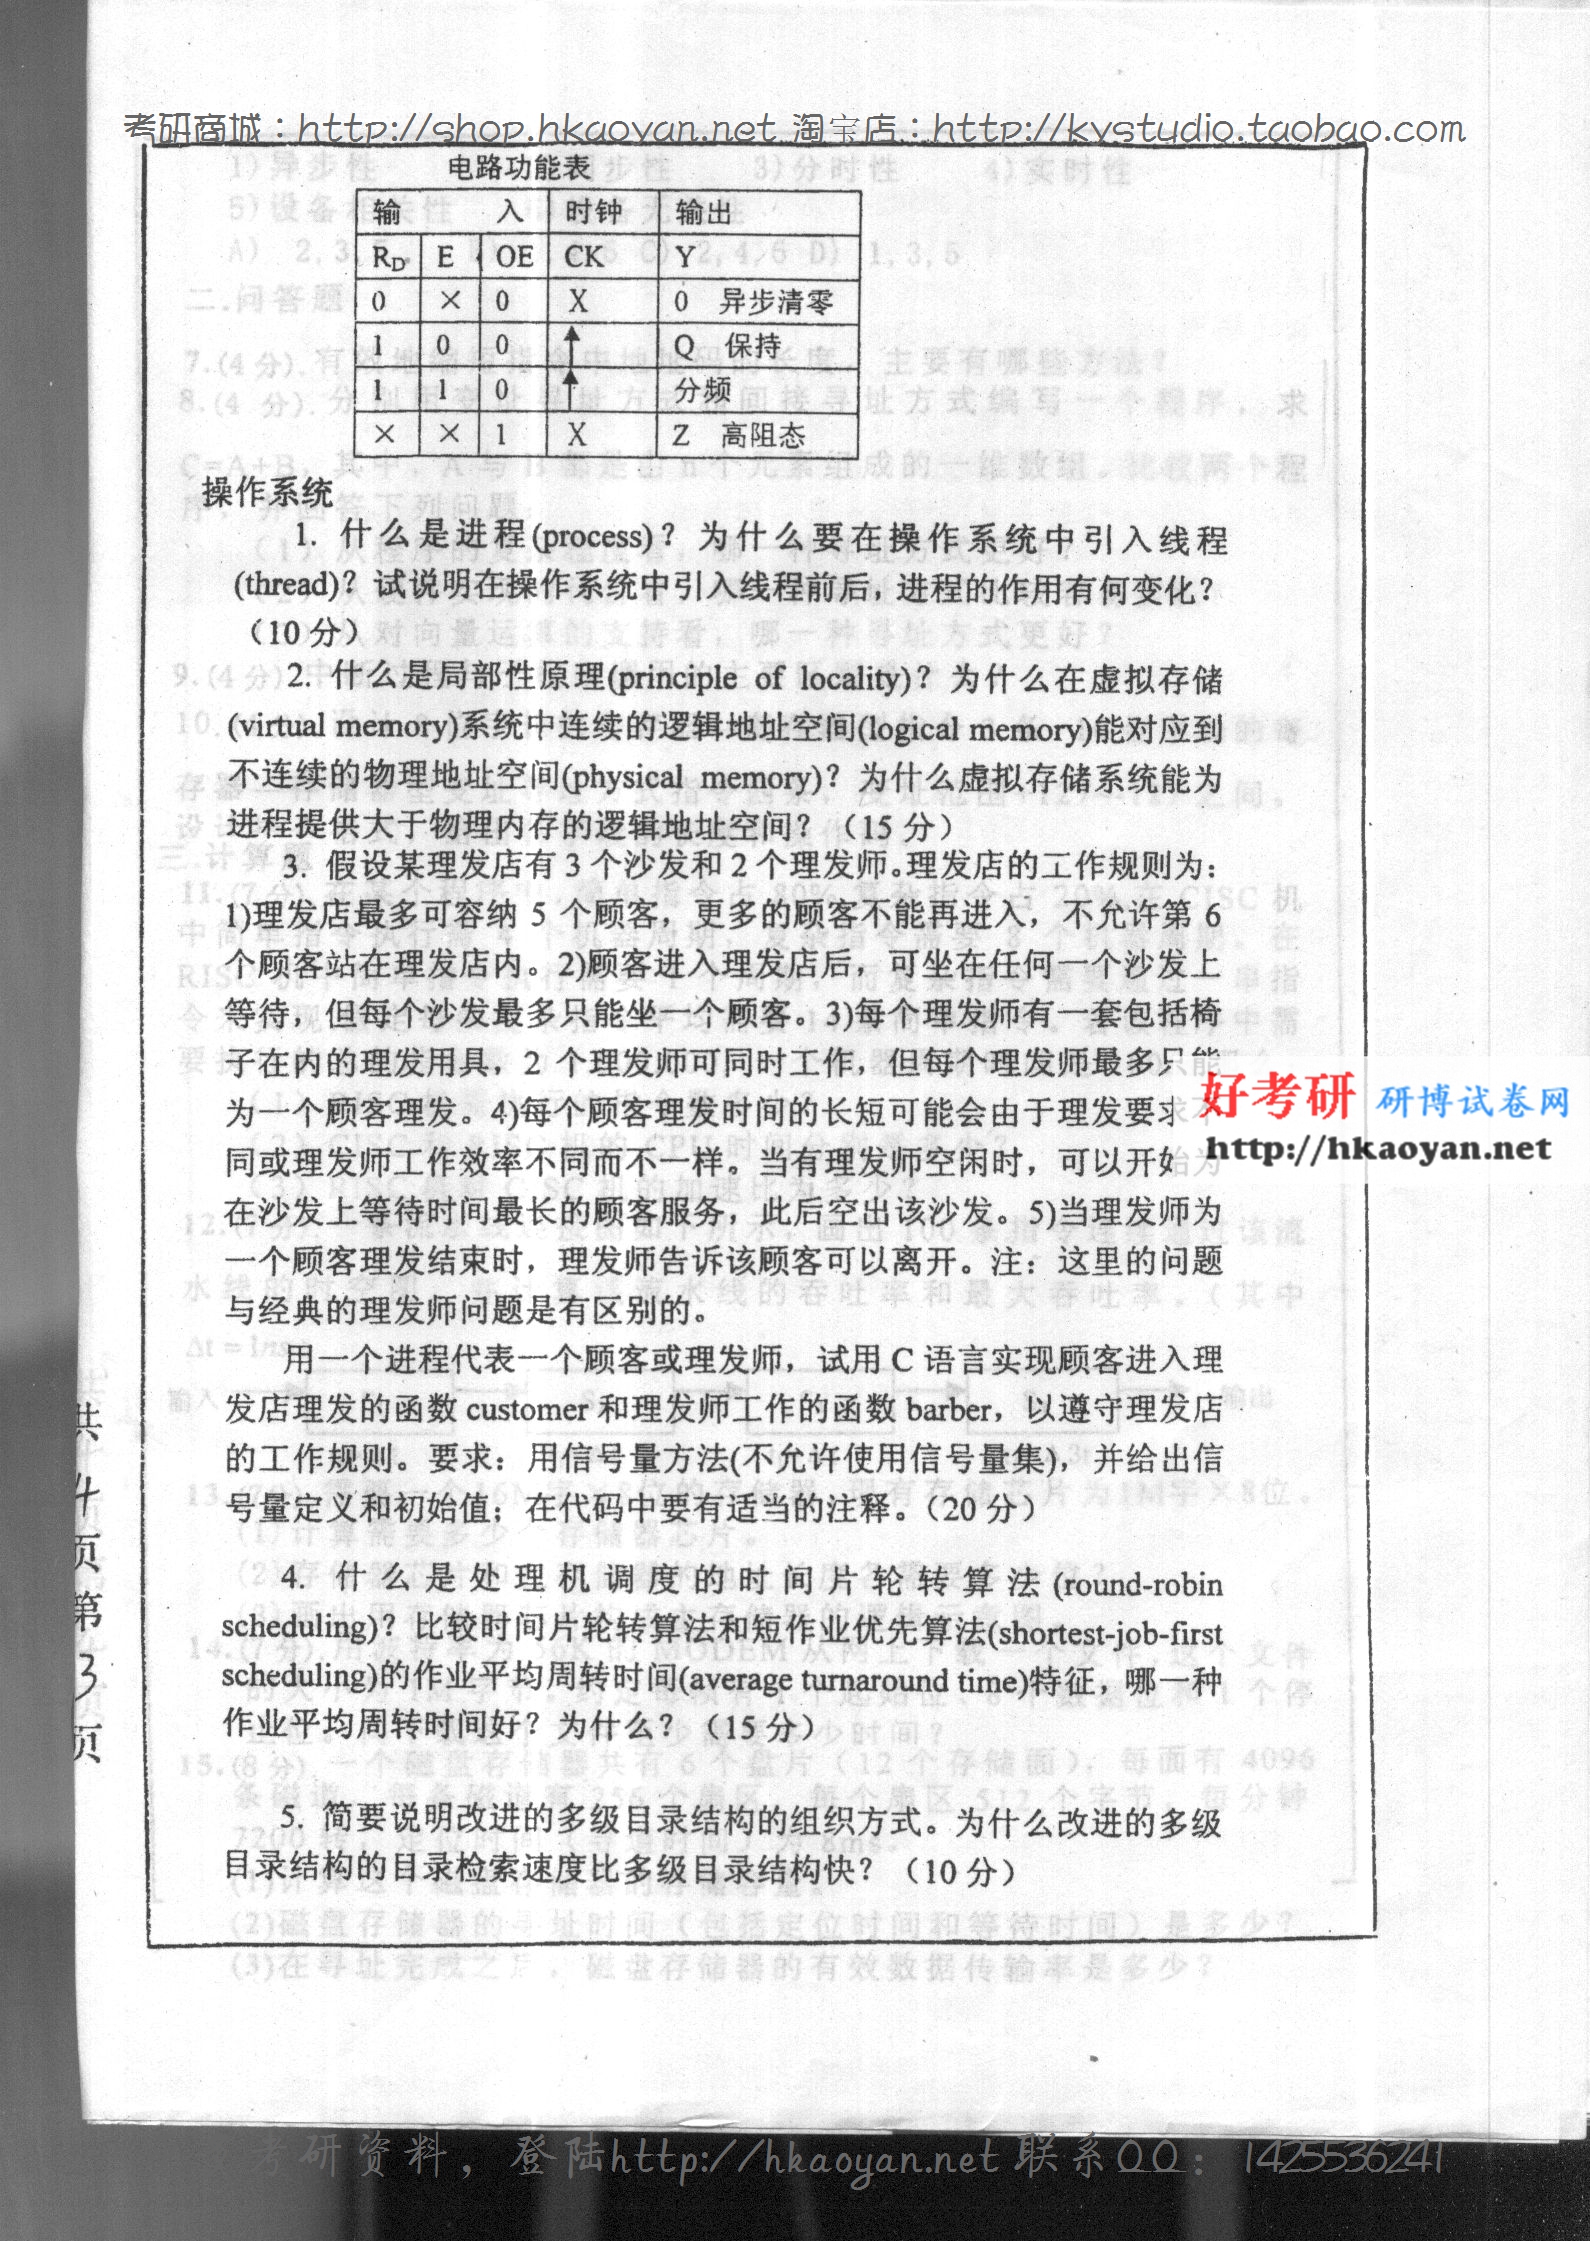 考研商城：http://shop.hkaoyan.net 淘宝店：http://kystudio.taobao.com
电路功能表
输 入 时钟 输出
RD E OE CK Y
0 × 0 X 0 异步清零
1 0 0 ↑ Q 保持
1 1 0 ↑ 分频
× × 1 X Z 高阻态
操作系统
1. 什么是进程(process)？为什么要在操作系统中引入线程
(thread)？试说明在操作系统中引入线程前后，进程的作用有何变化？
（10 分）
2. 什么是局部性原理(principle of locality)？为什么在虚拟存储
(virtual memory)系统中连续的逻辑地址空间(logical memory)能对应到
不连续的物理地址空间(physical memory)？为什么虚拟存储系统能为
进程提供大于物理内存的逻辑地址空间？（15 分）
3. 假设某理发店有 3 个沙发和 2 个理发师。理发店的工作规则为：
1)理发店最多可容纳 5 个顾客，更多的顾客不能再进入，不允许第 6
个顾客站在理发店内。2)顾客进入理发店后，可坐在任何一个沙发上
等待，但每个沙发最多只能坐一个顾客。3)每个理发师有一套包括椅
子在内的理发用具，2 个理发师可同时工作，但每个理发师最多只能
为一个顾客理发。4)每个顾客理发时间的长短可能会由于理发要求不
同或理发师工作效率不同而不一样。当有理发师空闲时，可以开始为
在沙发上等待时间最长的顾客服务，此后空出该沙发。5)当理发师为
一个顾客理发结束时，理发师告诉该顾客可以离开。注：这里的问题
与经典的理发师问题是有区别的。
用一个进程代表一个顾客或理发师，试用 C 语言实现顾客进入理
发店理发的函数 customer 和理发师工作的函数 barber，以遵守理发店
的工作规则。要求：用信号量方法(不允许使用信号量集)，并给出信
号量定义和初始值；在代码中要有适当的注释。（20 分）
4. 什么是处理机调度的时间片轮转算法 (round-robin
scheduling)？比较时间片轮转算法和短作业优先算法(shortest-job-first
scheduling)的作业平均周转时间(average turnaround time)特征，哪一种
作业平均周转时间好？为什么？（15 分）
5. 简要说明改进的多级目录结构的组织方式。为什么改进的多级
目录结构的目录检索速度比多级目录结构快？（10 分）
共 4 页 第 3 页
好考研 研博试卷网
http://hkaoyan.net
考研资料，登陆http://hkaoyan.net 联系QQ：1425536241